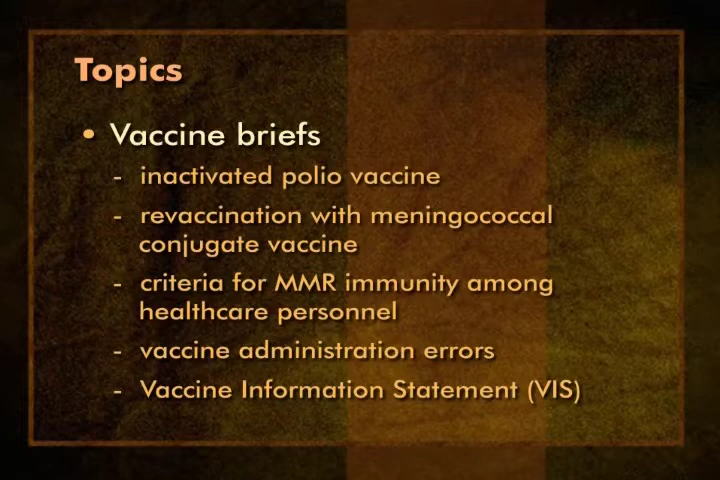 Topics
• Vaccine briefs
- inactivated polio vaccine
- revaccination with meningococcal
conjugate vaccine
- criteria for MMR immunity among
healthcare personnel
- vaccine administration errors
- Vaccine Information Statement (VIS)